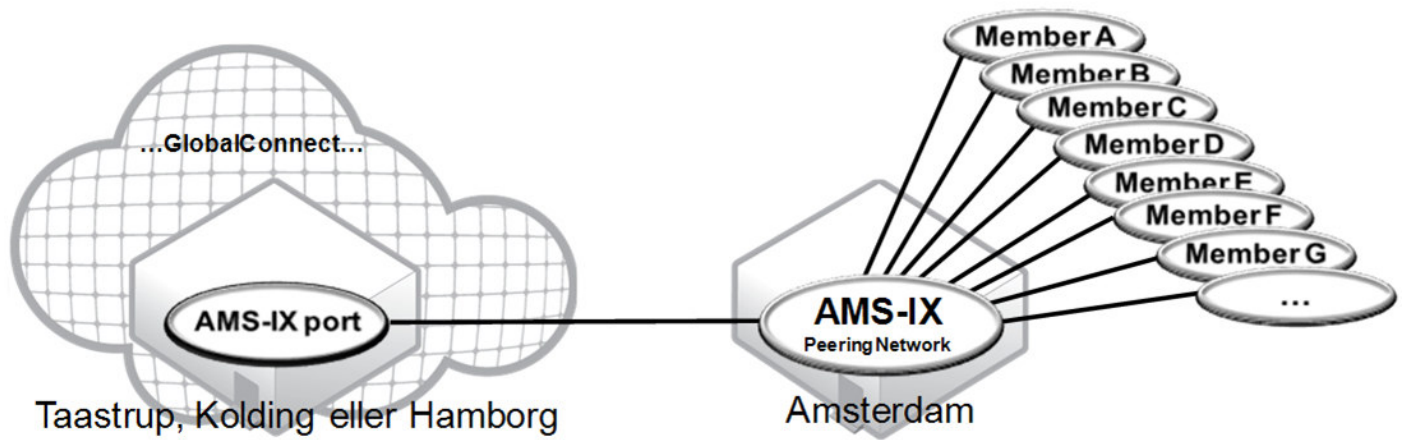 ...GlobalConnect...
AMS-IX port
Taastrup, Kolding eller Hamborg
Member A
Member B
Member C
Member D
Member E
Member F
Member G
...
AMS-IX
Peering Network
Amsterdam